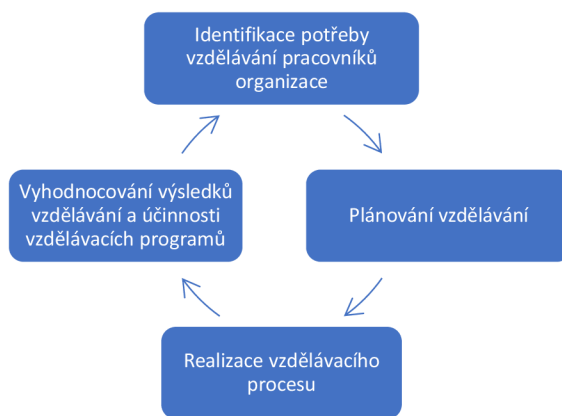 Identifikace potřeby
vzdělávání pracovníků
organizace
Vyhodnocování výsledků
vzdělávání a účinnosti
vzdělávacích programů
Plánování vzdělávání
Realizace vzdělávacího
procesu